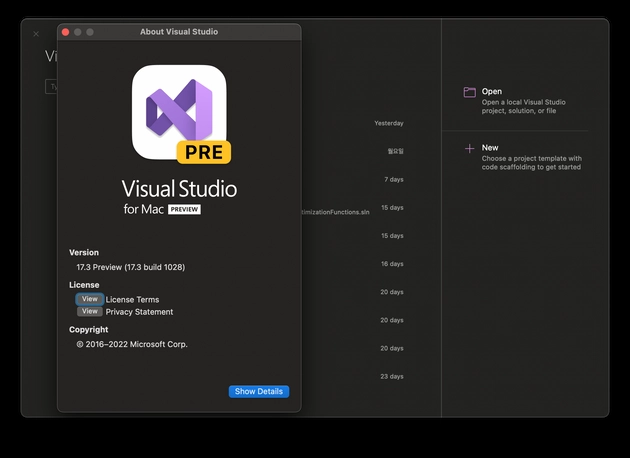 About Visual Studio
PRE
Visual Studio
for Mac PREVIEW
Version
17.3 Preview (17.3 build 1028)
License
View License Terms
View Privacy Statement
Copyright
© 2016–2022 Microsoft Corp.
Show Details
Yesterday
월요일
7 days
15 days
timizationFunctions.sln
15 days
16 days
20 days
20 days
20 days
23 days
Open
Open a local Visual Studio
project, solution, or file
New
Choose a project template with
code scaffolding to get started